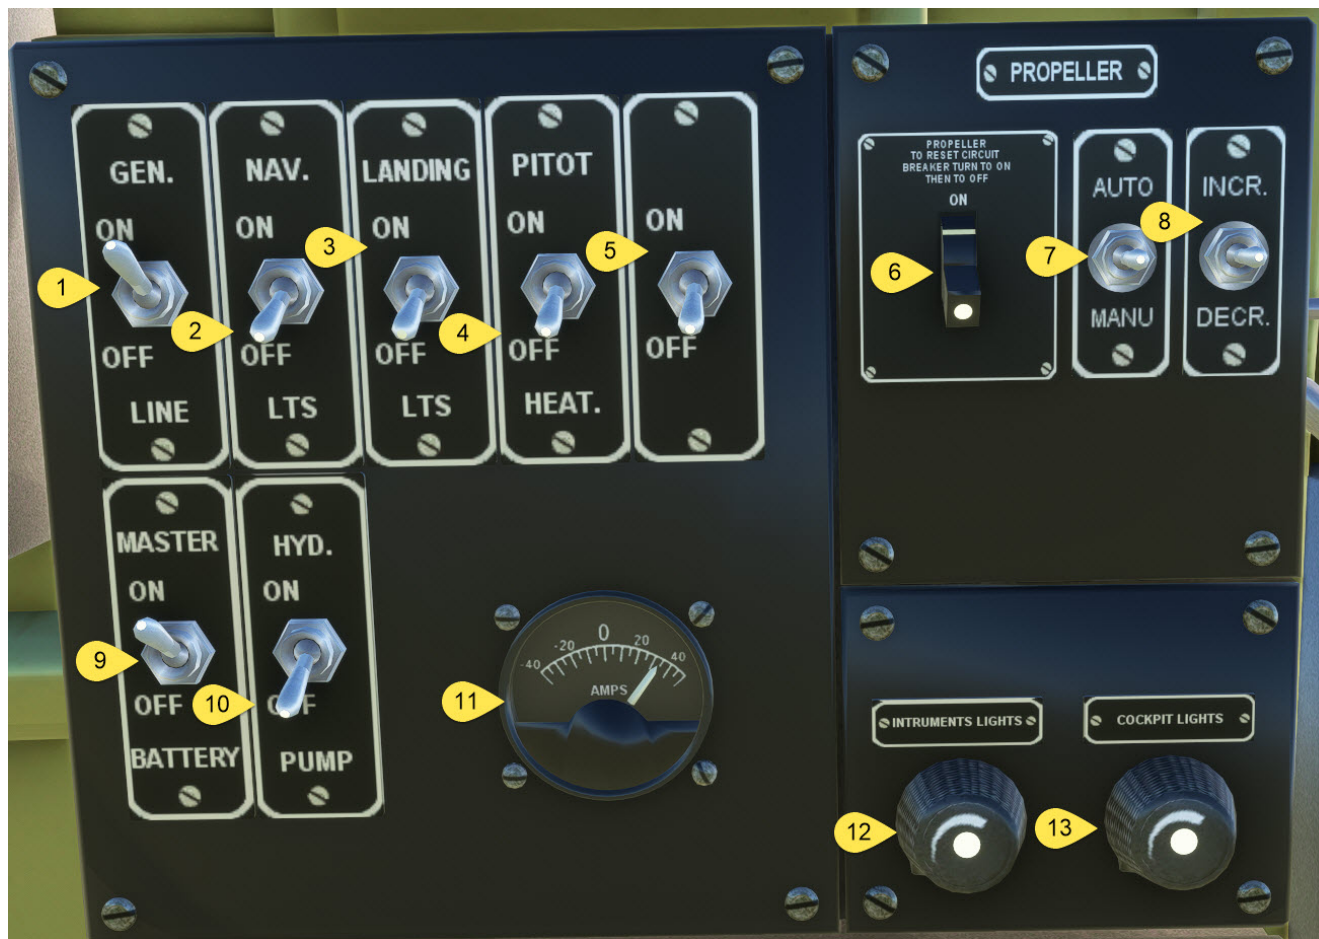 GEN.
ON
OFF
LINE
1
NAV.
ON
OFF
LTS
2
LANDING
ON
OFF
LTS
3
PITOT
ON
OFF
HEAT.
4
ON
OFF
5
PROPELLER
PROPELLER
TO RESET CIRCUIT
BREAKER TURN TO ON
THEN TO OFF
ON
6
AUTO
MANU
7
INCR.
DECR.
8
MASTER
ON
OFF
BATTERY
9
HYD.
ON
OFF
PUMP
10
-40 -20 0 20 40
AMPS
11
INTRUMENTS LIGHTS
12
COCKPIT LIGHTS
13